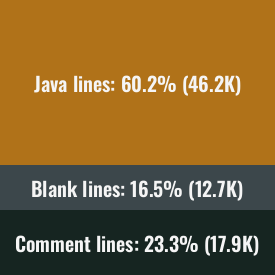 Java lines: 60.2% (46.2K)
Blank lines: 16.5% (12.7K)
Comment lines: 23.3% (17.9K)